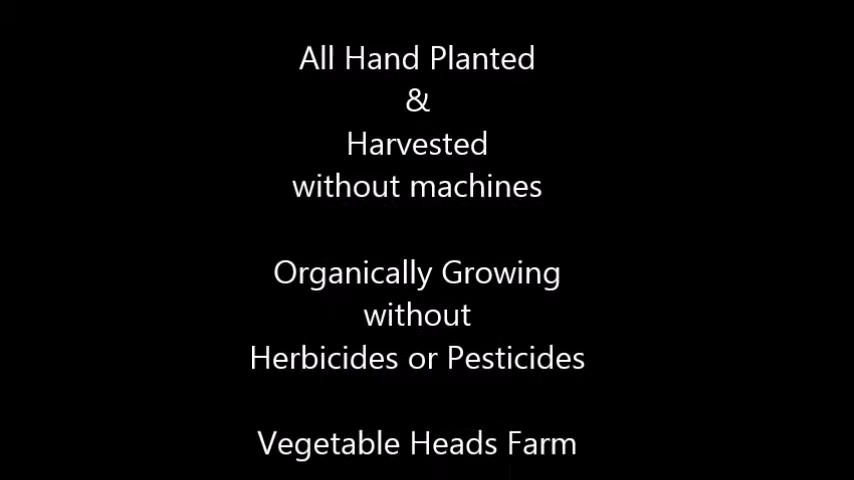 All Hand Planted
&
Harvested
without machines
Organically Growing
without
Herbicides or Pesticides
Vegetable Heads Farm